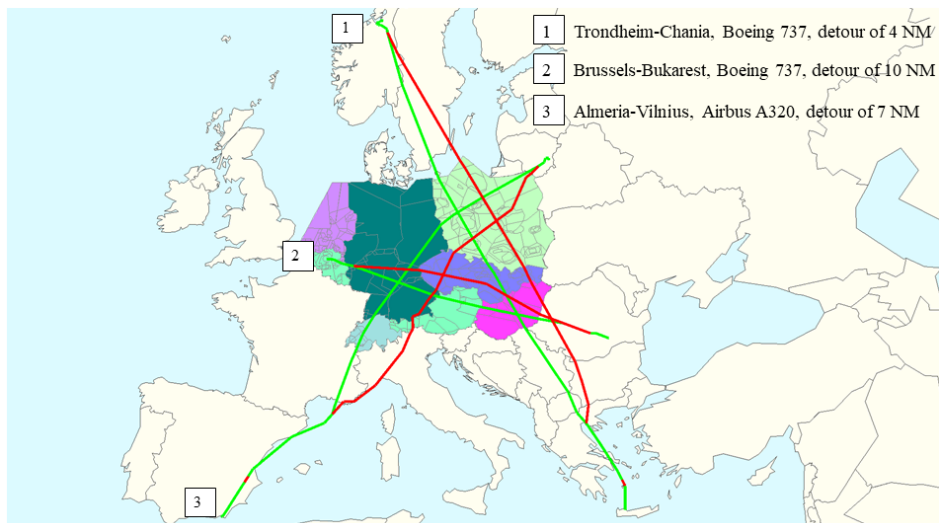 1
1 Trondheim-Chania, Boeing 737, detour of 4 NM
2 Brussels-Bukarest, Boeing 737, detour of 10 NM
3 Almeria-Vilnius, Airbus A320, detour of 7 NM
2
3